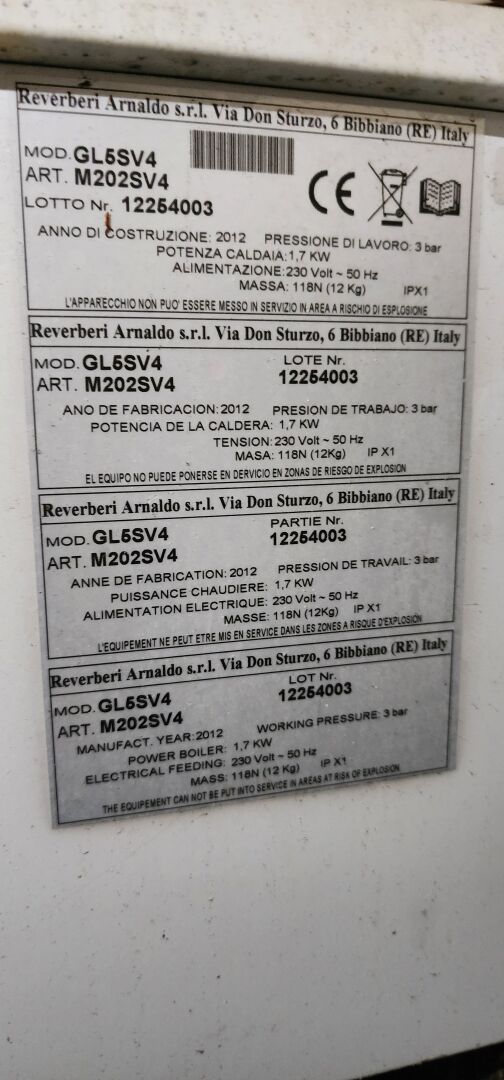 Reverberi Arnaldo s.r.l. Via Don Sturzo, 6 Bibbiano (RE) Italy
MOD.GL5SV4
ART. M202SV4
LOTTO Nr. 12254003
CE
ANNO DI COSTRUZIONE: 2012 PRESSIONE DI LAVORO: 3 bar
POTENZA CALDAIA:1,7 KW
ALIMENTAZIONE:230 Volt ~ 50 Hz
MASSA: 118N (12 Kg) IPX1
L'APPARECCHIO NON PUO' ESSERE MESSO IN SERVIZIO IN AREA A RISCHIO DI ESPLOSIONE
Reverberi Arnaldo s.r.l. Via Don Sturzo, 6 Bibbiano (RE) Italy
MOD.GL5SV4 LOTE Nr.
ART. M202SV4 12254003
ANO DE FABRICACION:2012 PRESION DE TRABAJO: 3 bar
POTENCIA DE LA CALDERA: 1,7 KW
TENSION:230 Volt ~ 50 Hz
MASA: 118N (12Kg) IP X1
EL EQUIPO NO PUEDE PONERSE EN DERVICIO EN ZONAS DE RIESGO DE EXPLOSION
Reverberi Arnaldo s.r.l. Via Don Sturzo, 6 Bibbiano (RE) Italy
MOD.GL5SV4 PARTIE Nr.
ART. M202SV4 12254003
ANNE DE FABRICATION: 2012 PRESSION DE TRAVAIL: 3 bar
PUISSANCE CHAUDIERE: 1,7 KW
ALIMENTATION ELECTRIQUE: 230 Volt ~ 50 Hz
MASSE: 118N (12Kg) IP X1
L'EQUIPEMENT NE PEUT ETRE MIS EN SERVICE DANS LES ZONES A RISQUE D'EXPLOSION
Reverberi Arnaldo s.r.l. Via Don Sturzo, 6 Bibbiano (RE) Italy
MOD.GL5SV4 LOT Nr.
ART. M202SV4 12254003
MANUFACT. YEAR:2012 WORKING PRESSURE: 3 bar
POWER BOILER: 1,7 KW
ELECTRICAL FEEDING: 230 Volt ~ 50 Hz
MASS: 118N (12 Kg) IP X1
THE EQUIPEMENT CAN NOT BE PUT INTO SERVICE IN AREAS AT RISK OF EXPLOSION